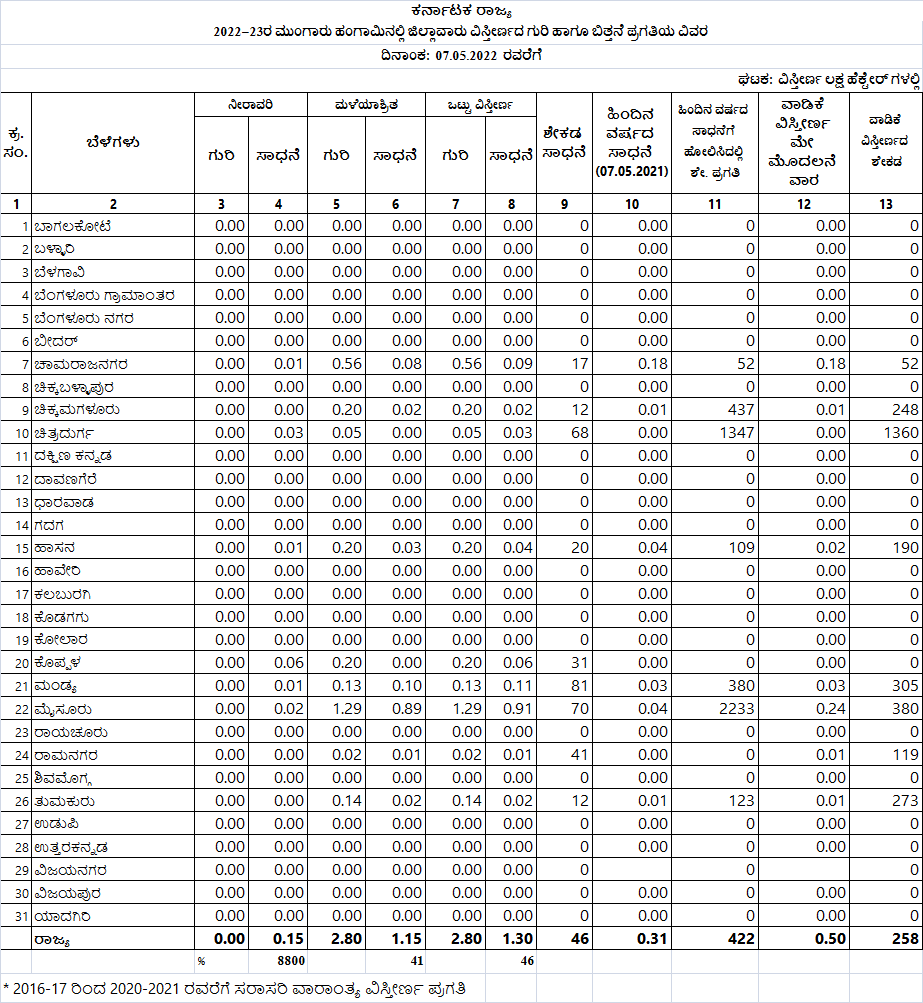 ಕರ್ನಾಟಕ ರಾಜ್ಯ
2022–23ರ ಮುಂಗಾರು ಹಂಗಾಮಿನಲ್ಲಿ ಜಿಲ್ಲಾವಾರು ವಿಸ್ತೀರ್ಣದ ಗುರಿ ಹಾಗೂ ಬಿತ್ತನೆ ಪ್ರಗತಿಯ ವಿವರ
ದಿನಾಂಕ: 07.05.2022 ರವರೆಗೆ
ಘಟಕ: ವಿಸ್ತೀರ್ಣ ಲಕ್ಷ ಹೆಕ್ಟೇರ್ ಗಳಲ್ಲಿ
ಕ್ರ. ಸಂ. ಬೆಳೆಗಳು ನೀರಾವರಿ ಮಳೆಯಾಶ್ರಿತ ಒಟ್ಟು ವಿಸ್ತೀರ್ಣ ಶೇಕಡ ಸಾಧನೆ ಹಿಂದಿನ ವರ್ಷದ ಸಾಧನೆ (07.05.2021) ಹಿಂದಿನ ವರ್ಷದ ಸಾಧನೆಗೆ ಹೋಲಿಸಿದಲ್ಲಿ ಶೇ. ಪ್ರಗತಿ ವಾಡಿಕೆ ವಿಸ್ತೀರ್ಣ ಮೇ ಮೊದಲನೆ ವಾರ ವಾಡಿಕೆ ವಿಸ್ತೀರ್ಣದ ಶೇಕಡ
ಗುರಿ ಸಾಧನೆ ಗುರಿ ಸಾಧನೆ ಗುರಿ ಸಾಧನೆ
1 2 3 4 5 6 7 8 9 10 11 12 13
1 ಬಾಗಲಕೋಟೆ 0.00 0.00 0.00 0.00 0.00 0.00 0 0.00 0 0.00 0
2 ಬಳ್ಳಾರಿ 0.00 0.00 0.00 0.00 0.00 0.00 0 0.00 0 0.00 0
3 ಬೆಳಗಾವಿ 0.00 0.00 0.00 0.00 0.00 0.00 0 0.00 0 0.00 0
4 ಬೆಂಗಳೂರು ಗ್ರಾಮಾಂತರ 0.00 0.00 0.00 0.00 0.00 0.00 0 0.00 0 0.00 0
5 ಬೆಂಗಳೂರು ನಗರ 0.00 0.00 0.00 0.00 0.00 0.00 0 0.00 0 0.00 0
6 ಬೀದರ್ 0.00 0.00 0.00 0.00 0.00 0.00 0 0.00 0 0.00 0
7 ಚಾಮರಾಜನಗರ 0.00 0.01 0.56 0.08 0.56 0.09 17 0.18 52 0.18 52
8 ಚಿಕ್ಕಬಳ್ಳಾಪುರ 0.00 0.00 0.00 0.00 0.00 0.00 0 0.00 0 0.00 0
9 ಚಿಕ್ಕಮಗಳೂರು 0.00 0.00 0.20 0.02 0.20 0.02 12 0.01 437 0.01 248
10 ಚಿತ್ರದುರ್ಗ 0.00 0.03 0.05 0.00 0.05 0.03 68 0.00 1347 0.00 1360
11 ದಕ್ಷಿಣ ಕನ್ನಡ 0.00 0.00 0.00 0.00 0.00 0.00 0 0.00 0 0.00 0
12 ದಾವಣಗೆರೆ 0.00 0.00 0.00 0.00 0.00 0.00 0 0.00 0 0.00 0
13 ಧಾರವಾಡ 0.00 0.00 0.00 0.00 0.00 0.00 0 0.00 0 0.00 0
14 ಗದಗ 0.00 0.00 0.00 0.00 0.00 0.00 0 0.00 0 0.00 0
15 ಹಾಸನ 0.00 0.01 0.20 0.03 0.20 0.04 20 0.04 109 0.02 190
16 ಹಾವೇರಿ 0.00 0.00 0.00 0.00 0.00 0.00 0 0.00 0 0.00 0
17 ಕಲಬುರಗಿ 0.00 0.00 0.00 0.00 0.00 0.00 0 0.00 0 0.00 0
18 ಕೊಡಗಗು 0.00 0.00 0.00 0.00 0.00 0.00 0 0.00 0 0.00 0
19 ಕೋಲಾರ 0.00 0.00 0.00 0.00 0.00 0.00 0 0.00 0 0.00 0
20 ಕೊಪ್ಪಳ 0.00 0.06 0.20 0.00 0.20 0.06 31 0.00 0 0.00 0
21 ಮಂಡ್ಯ 0.00 0.01 0.13 0.10 0.13 0.11 81 0.03 380 0.03 305
22 ಮೈಸೂರು 0.00 0.02 1.29 0.89 1.29 0.91 70 0.04 2233 0.24 380
23 ರಾಯಚೂರು 0.00 0.00 0.00 0.00 0.00 0.00 0 0.00 0 0.00 0
24 ರಾಮನಗರ 0.00 0.00 0.02 0.01 0.02 0.01 41 0.00 0 0.01 119
25 ಶಿವಮೊಗ್ಗ 0.00 0.00 0.00 0.00 0.00 0.00 0 0.00 0 0.00 0
26 ತುಮಕುರು 0.00 0.00 0.14 0.02 0.14 0.02 12 0.01 123 0.01 273
27 ಉಡುಪಿ 0.00 0.00 0.00 0.00 0.00 0.00 0 0.00 0 0.00 0
28 ಉತ್ತರಕನ್ನಡ 0.00 0.00 0.00 0.00 0.00 0.00 0 0.00 0 0.00 0
29 ವಿಜಯನಗರ 0.00 0.00 0.00 0.00 0.00 0.00 0 0 0
30 ವಿಜಯಪುರ 0.00 0.00 0.00 0.00 0.00 0.00 0 0.00 0 0.00 0
31 ಯಾದಗಿರಿ 0.00 0.00 0.00 0.00 0.00 0.00 0 0.00 0 0.00 0
ರಾಜ್ಯ 0.00 0.15 2.80 1.15 2.80 1.30 46 0.31 422 0.50 258
% 8800 41 46
* 2016-17 ರಿಂದ 2020-2021 ರವರೆಗೆ ಸರಾಸರಿ ವಾರಾಂತ್ಯ ವಿಸ್ತೀರ್ಣ ಪ್ರಗತಿ